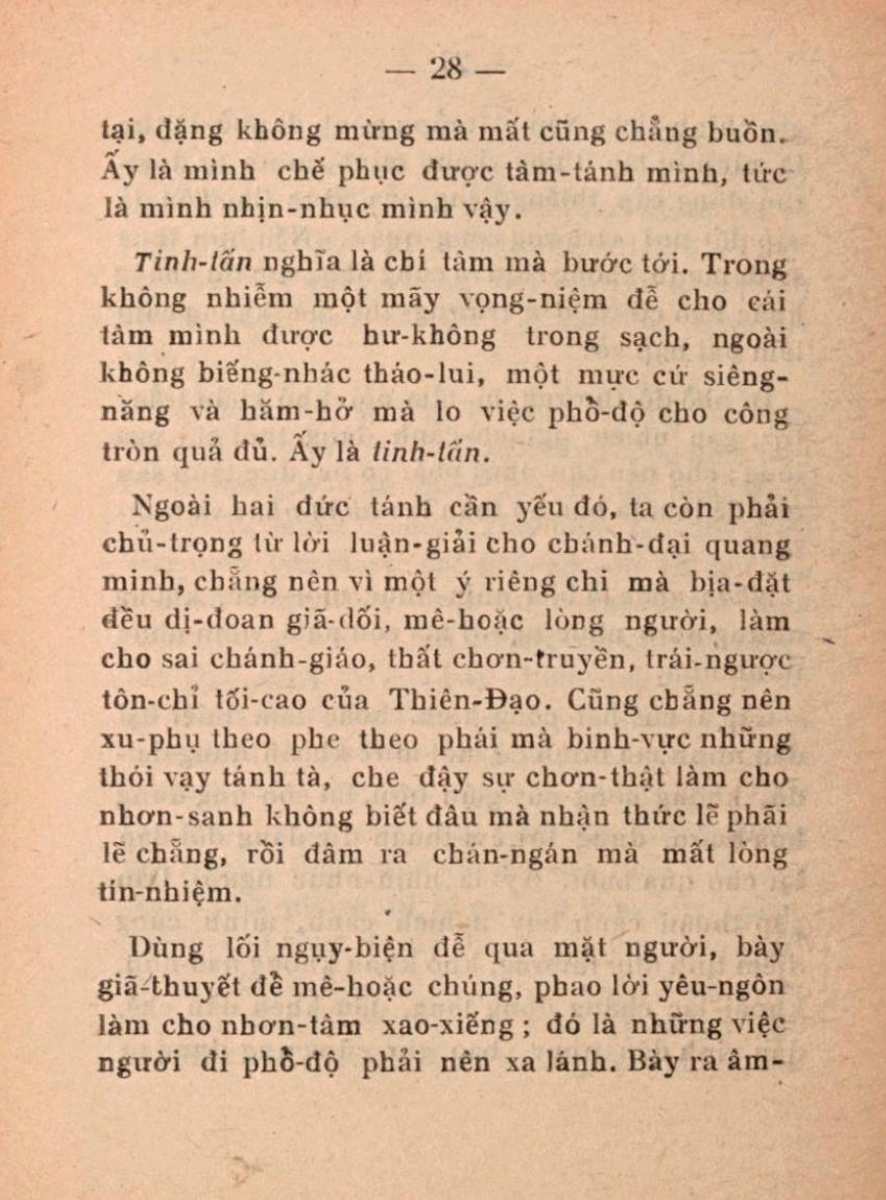 — 28 —
tại, đặng không mừng mà mất cũng chẳng buồn.
Ấy là mình chế phục được tâm-tánh mình, tức
là mình nhịn-nhục mình vậy.
Tinh-tấn nghĩa là chí tâm mà bước tới. Trong
không nhiễm một mãy vọng-niệm để cho cái
tâm mình được hư-không trong sạch, ngoài
không biếng-nhác tháo-lui, một mực cứ siêng-
năng và hăm-hở mà lo việc phổ-độ cho công
tròn quả đủ. Ấy là tinh-tấn.
Ngoài hai đức tánh cần yếu đó, ta còn phải
chủ-trọng từ lời luận-giải cho chánh-đại quang
minh, chẳng nên vì một ý riêng chi mà bịa-đặt
đều dị-đoan giã-dối, mê-hoặc lòng người, làm
cho sai chánh-giáo, thất chơn-truyền, trái-ngược
tôn-chỉ tối-cao của Thiên-Đạo. Cũng chẳng nên
xu-phụ theo phe theo phái mà binh-vực những
thói vạy tánh tà, che đậy sự chơn-thật làm cho
nhơn-sanh không biết đâu mà nhận thức lẽ phãi
lẽ chẳng, rồi đâm ra chán-ngán mà mất lòng
tin-nhiệm.
Dùng lối ngụy-biện để qua mặt người, bày
giã-thuyết để mê-hoặc chúng, phao lời yêu-ngôn
làm cho nhơn-tâm xao-xiếng ; đó là những việc
người đi phổ-độ phải nên xa lánh. Bày ra âm-